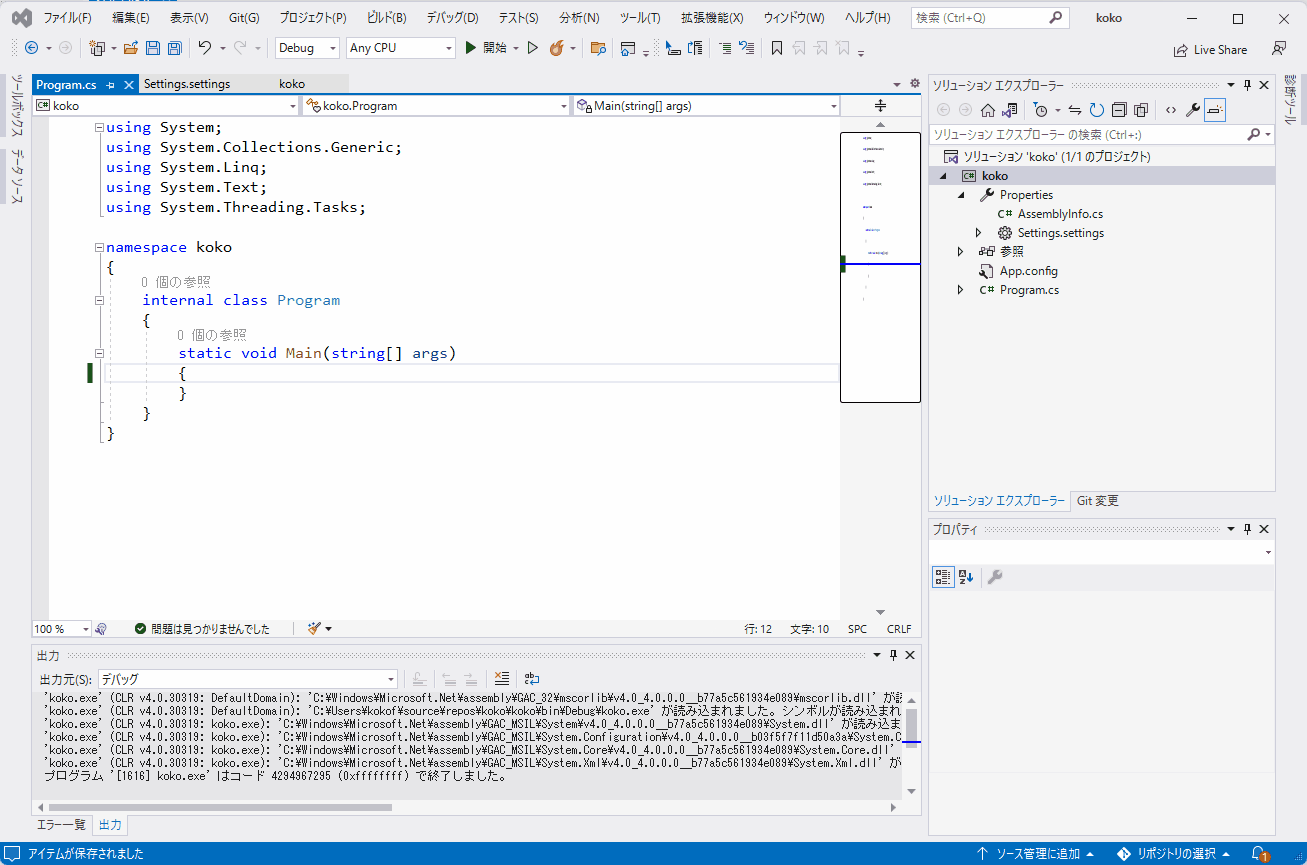 ファイル(F) 編集(E) 表示(V) Git(G) プロジェクト(P) ビルド(B) デバッグ(D) テスト(S) 分析(N) ツール(T) 拡張機能(X) ウィンドウ(W) ヘルプ(H) 検索 (Ctrl+Q) koko
Debug Any CPU 開始 Live Share
ツールボックス
データ ソース
Program.cs Settings.settings koko
koko koko.Program Main(string[] args)
using System;
using System.Collections.Generic;
using System.Linq;
using System.Text;
using System.Threading.Tasks;
namespace koko
{
0 個の参照
internal class Program
{
0 個の参照
static void Main(string[] args)
{
}
}
}
100 % 問題は見つかりませんでした 行: 12 文字: 10 SPC CRLF
出力
出力元(S): デバッグ
'koko.exe' (CLR v4.0.30319: DefaultDomain): 'C:¥Windows¥Microsoft.Net¥assembly¥GAC_32¥mscorlib¥v4.0_4.0.0.0__b77a5c561934e089¥mscorlib.dll' が読
'koko.exe' (CLR v4.0.30319: DefaultDomain): 'C:¥Users¥kokof¥source¥repos¥koko¥koko¥bin¥Debug¥koko.exe' が読み込まれました。シンボルが読み込まれ
'koko.exe' (CLR v4.0.30319: koko.exe): 'C:¥Windows¥Microsoft.Net¥assembly¥GAC_MSIL¥System¥v4.0_4.0.0.0__b77a5c561934e089¥System.dll' が読み込ま
'koko.exe' (CLR v4.0.30319: koko.exe): 'C:¥Windows¥Microsoft.Net¥assembly¥GAC_MSIL¥System.Configuration¥v4.0_4.0.0.0__b03f5f7f11d50a3a¥System.C
'koko.exe' (CLR v4.0.30319: koko.exe): 'C:¥Windows¥Microsoft.Net¥assembly¥GAC_MSIL¥System.Core¥v4.0_4.0.0.0__b77a5c561934e089¥System.Core.dll'
'koko.exe' (CLR v4.0.30319: koko.exe): 'C:¥Windows¥Microsoft.Net¥assembly¥GAC_MSIL¥System.Xml¥v4.0_4.0.0.0__b77a5c561934e089¥System.Xml.dll' が
プログラム '[1616] koko.exe' はコード 4294967295 (0xffffffff) で終了しました。
エラー一覧 出力
ソリューション エクスプローラー
ソリューション エクスプローラー の検索 (Ctrl+:)
ソリューション 'koko' (1/1 のプロジェクト)
C# koko
Properties
C# AssemblyInfo.cs
Settings.settings
参照
App.config
C# Program.cs
ソリューション エクスプローラー Git 変更
プロパティ
診断ツール
アイテムが保存されました ソース管理に追加 リポジトリの選択 1